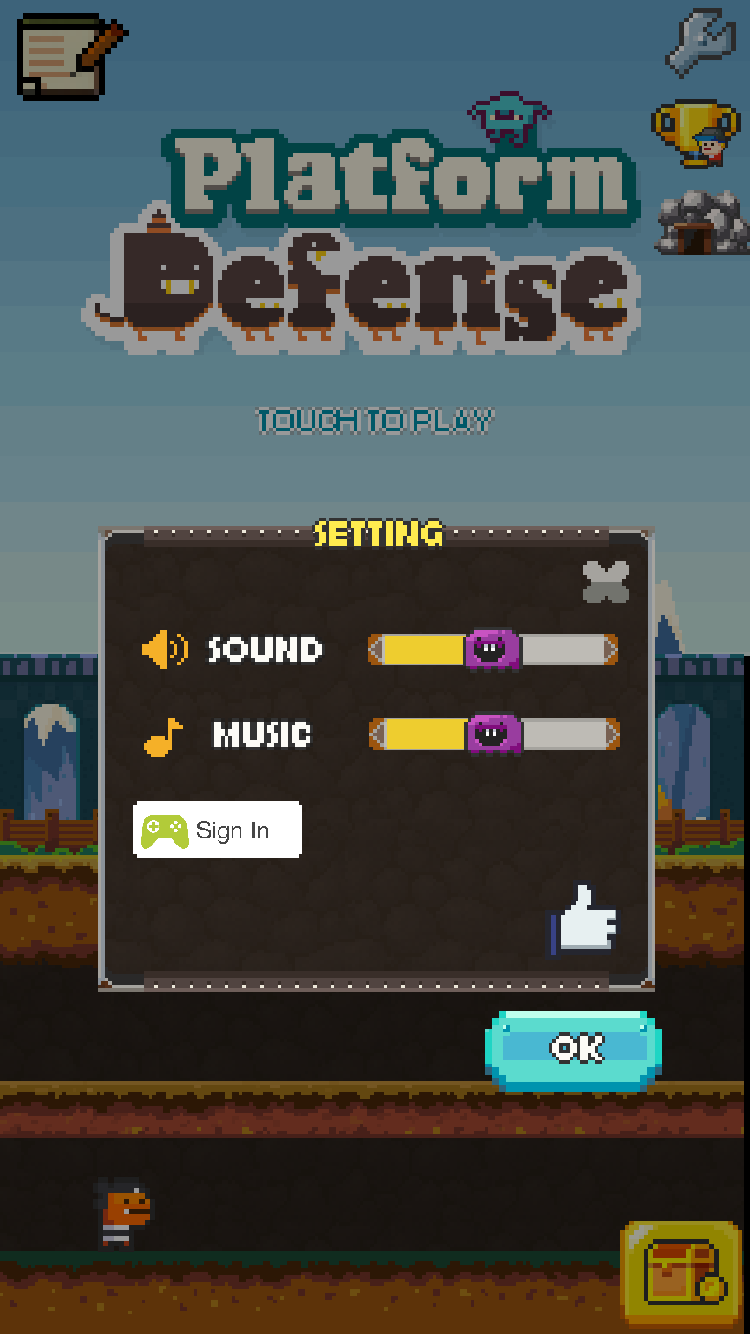 Platform
Defense
TOUCH TO PLAY
SETTING
SOUND
MUSIC
Sign In
OK